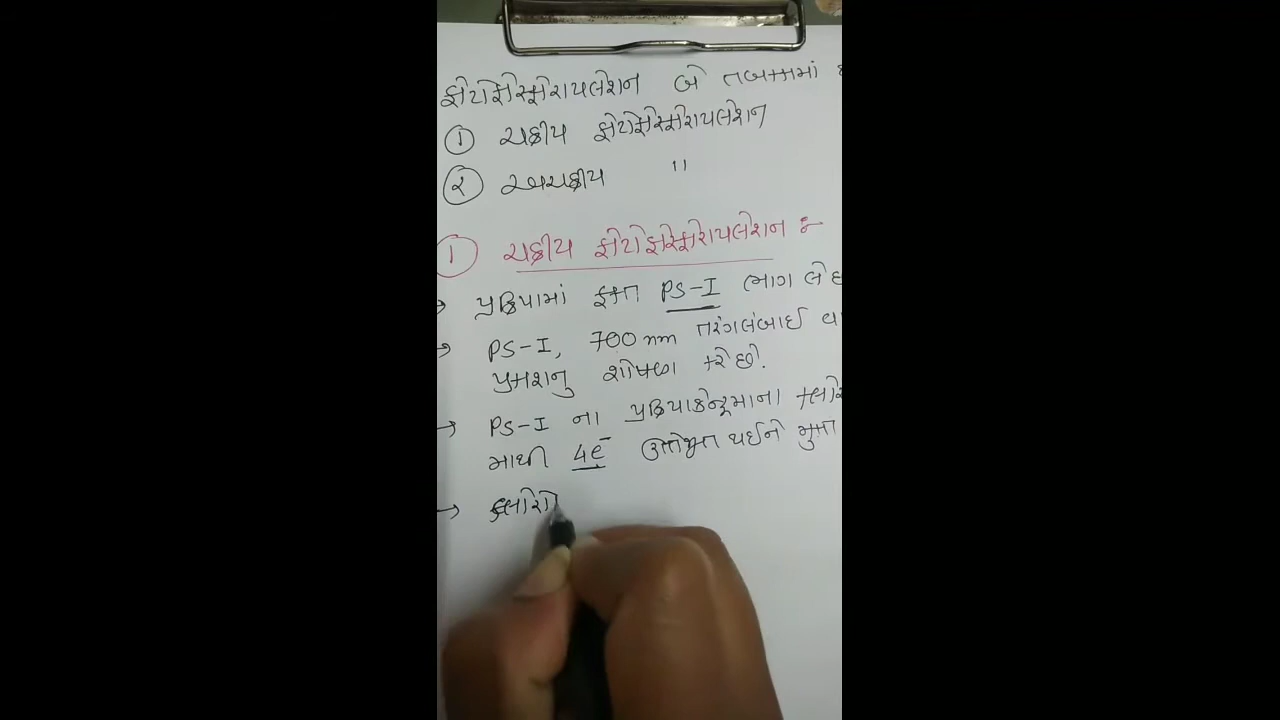 ફોટોફોસ્ફોરાયલેશન બે તબક્કામાં
① ચક્રીય ફોટોફોસ્ફોરાયલેશન
② અચક્રીય "
① ચક્રીય ફોટોફોસ્ફોરાયલેશન :-
→ પ્રક્રિયામાં ફક્ત PS-I ભાગ લે છે
→ PS-I, 700 nm તરંગલંબાઈ વા
પ્રકાશનુ શોષણ કરે છે.
→ PS-I ના પ્રક્રિયાકેન્દ્રમાના ક્લોરો
માથી 4e⁻ ઉત્તેજીત થઈને મુક્ત
→ ક્લોરો